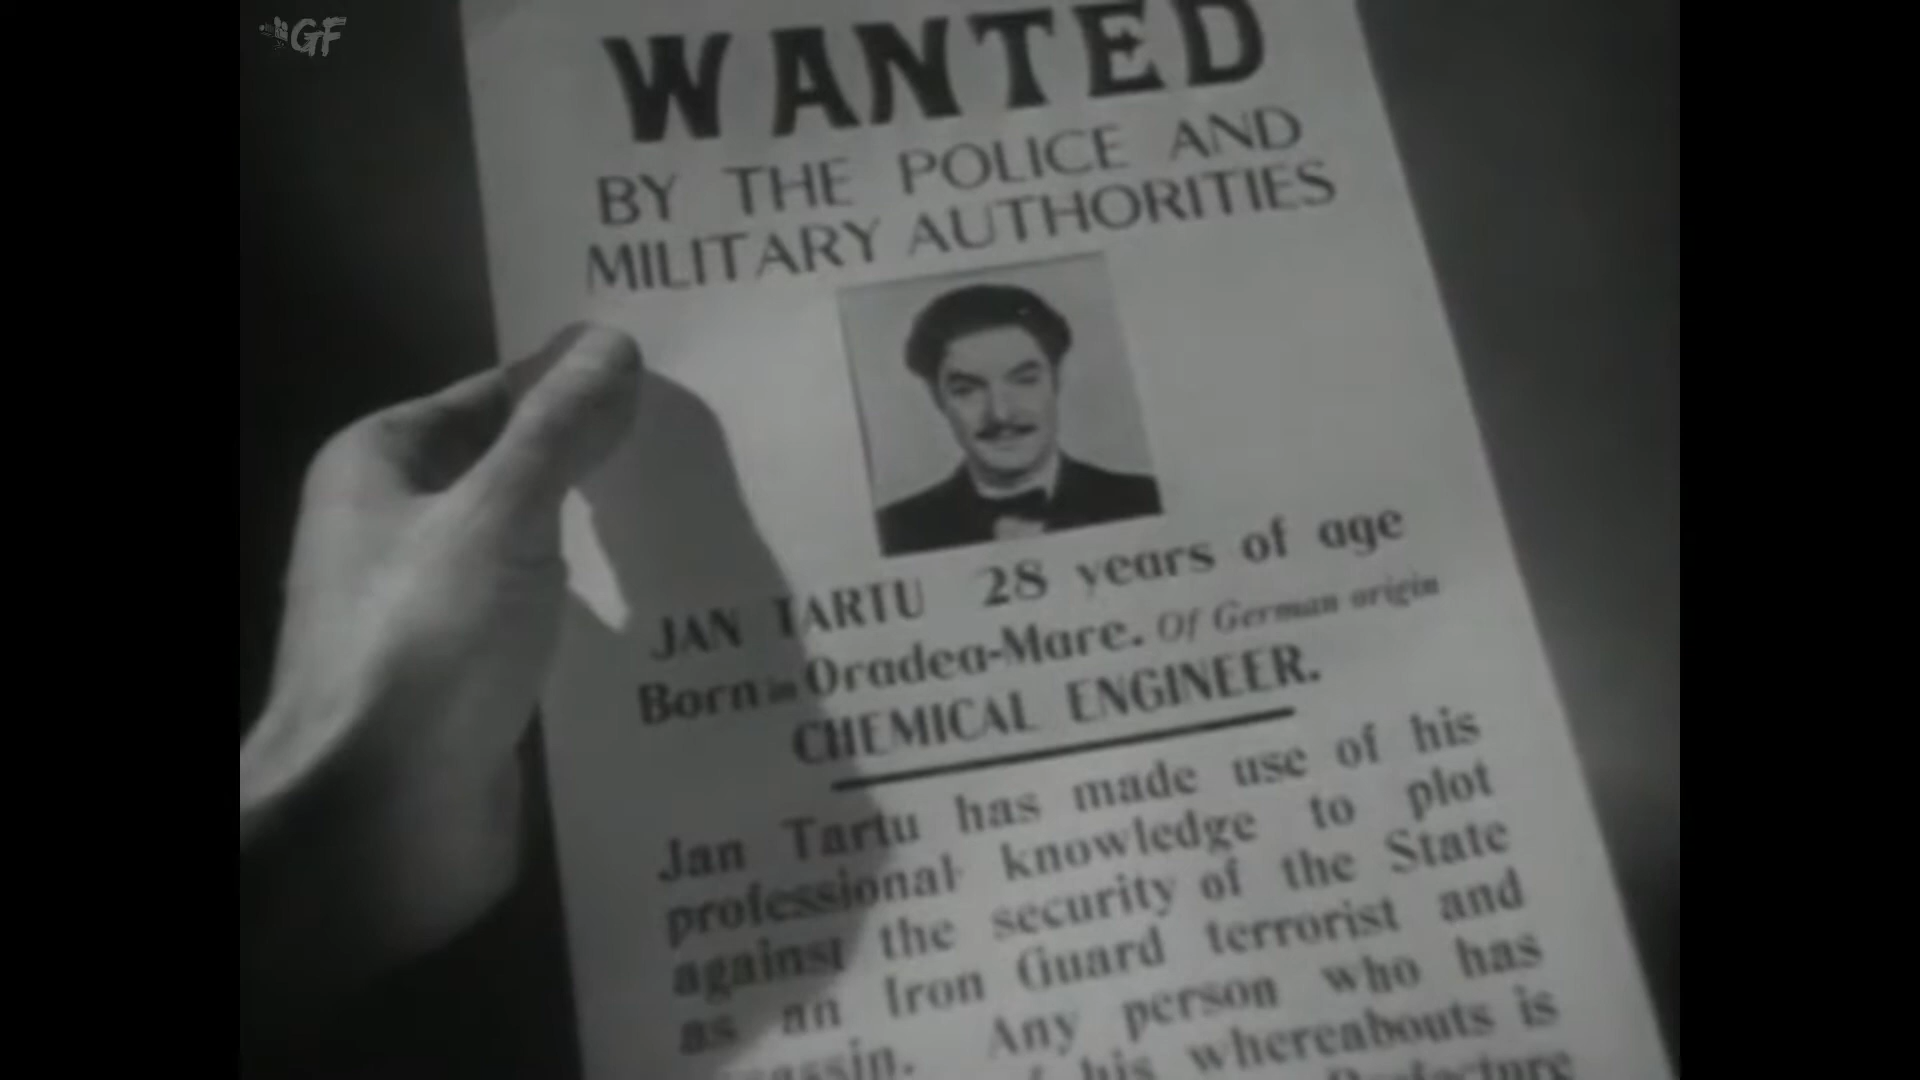 GF
WANTED
BY THE POLICE AND
MILITARY AUTHORITIES
JAN TARTU 28 years of age
Born in Oradea-Mare. Of German origin
CHEMICAL ENGINEER.
Jan Tartu has made use of his
professional knowledge to plot
against the security of the State
as an Iron Guard terrorist and
Any person who has
his whereabouts is